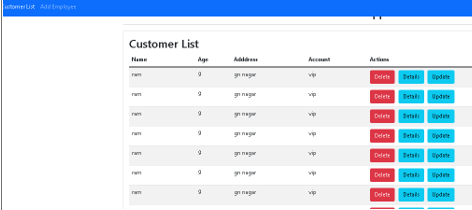 CustomerList Add Employee
Customer List
Name Age Adddress Account Actions
ram 9 gn nagar vip Delete Details Update
ram 9 gn nagar vip Delete Details Update
ram 9 gn nagar vip Delete Details Update
ram 9 gn nagar vip Delete Details Update
ram 9 gn nagar vip Delete Details Update
ram 9 gn nagar vip Delete Details Update
ram 9 gn nagar vip Delete Details Update